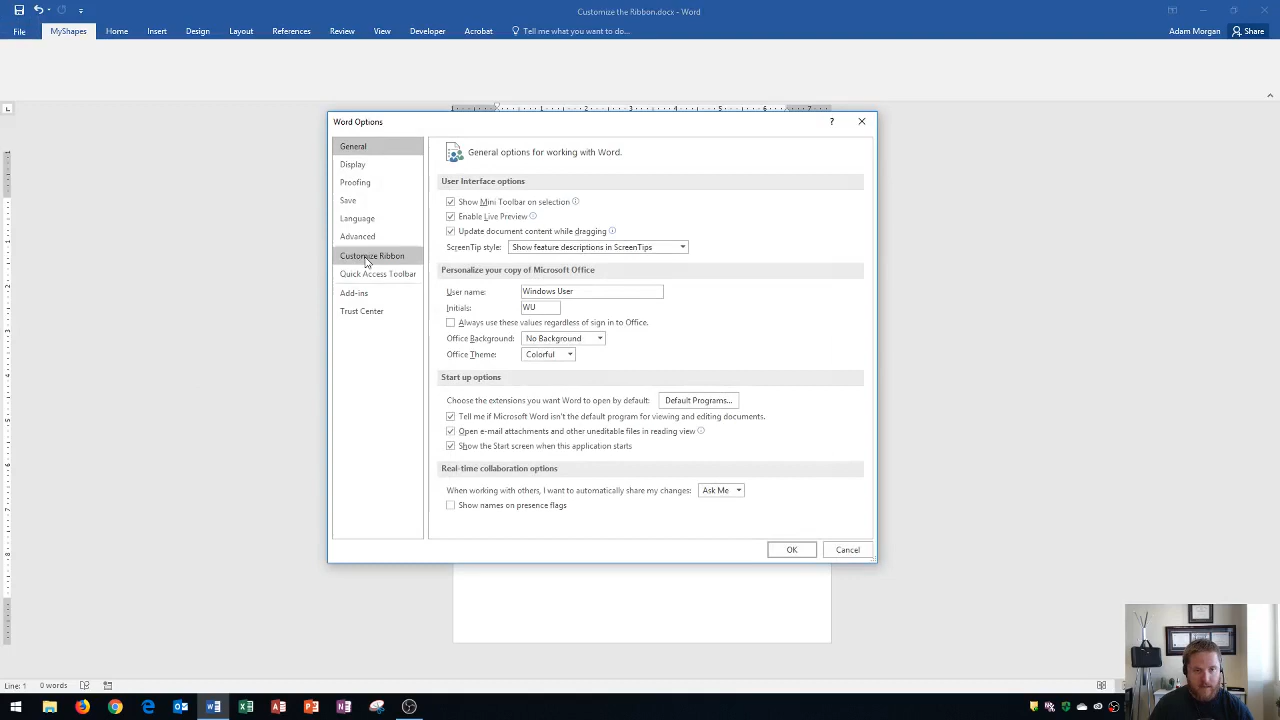 Customize the Ribbon.docx - Word
File MyShapes Home Insert Design Layout References Review View Developer Acrobat Tell me what you want to do... Adam Morgan Share
1 2 3 4 5 6 7
Word Options
General
Display
Proofing
Save
Language
Advanced
Customize Ribbon
Quick Access Toolbar
Add-ins
Trust Center
General options for working with Word.
User Interface options
Show Mini Toolbar on selection
Enable Live Preview
Update document content while dragging
ScreenTip style: Show feature descriptions in ScreenTips
Personalize your copy of Microsoft Office
User name: Windows User
Initials: WU
Always use these values regardless of sign in to Office.
Office Background: No Background
Office Theme: Colorful
Start up options
Choose the extensions you want Word to open by default: Default Programs...
Tell me if Microsoft Word isn't the default program for viewing and editing documents.
Open e-mail attachments and other uneditable files in reading view
Show the Start screen when this application starts
Real-time collaboration options
When working with others, I want to automatically share my changes: Ask Me
Show names on presence flags
OK Cancel
Line: 1 0 words